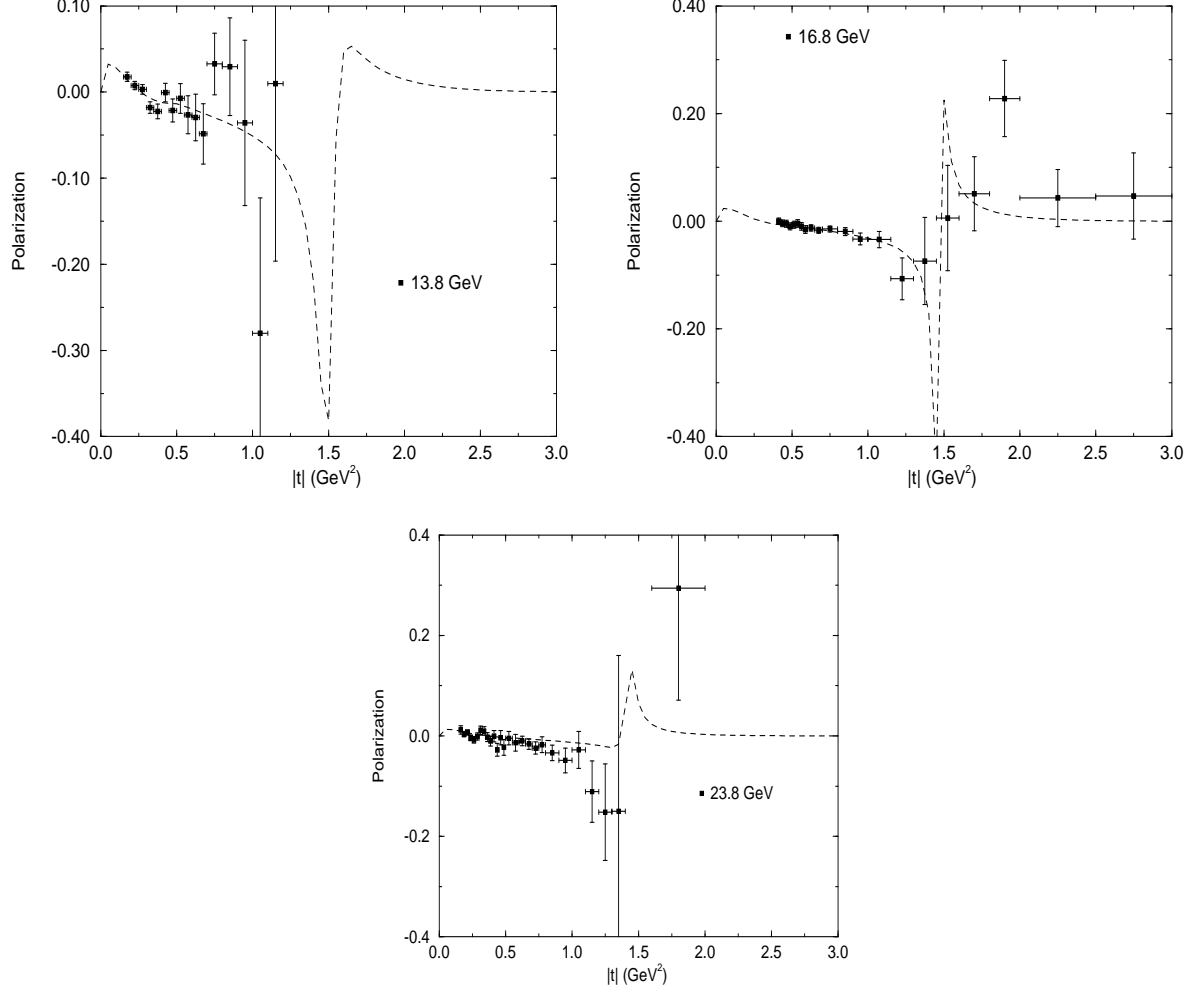 0.10
0.00
-0.10
-0.20
-0.30
-0.40
Polarization
13.8 GeV
0.0 0.5 1.0 1.5 2.0 2.5 3.0
|t| (GeV²)
0.40
0.20
0.00
-0.20
-0.40
Polarization
16.8 GeV
0.0 0.5 1.0 1.5 2.0 2.5 3.0
|t| (GeV²)
0.4
0.2
0.0
-0.2
-0.4
Polarization
23.8 GeV
0.0 0.5 1.0 1.5 2.0 2.5 3.0
|t| (GeV²)